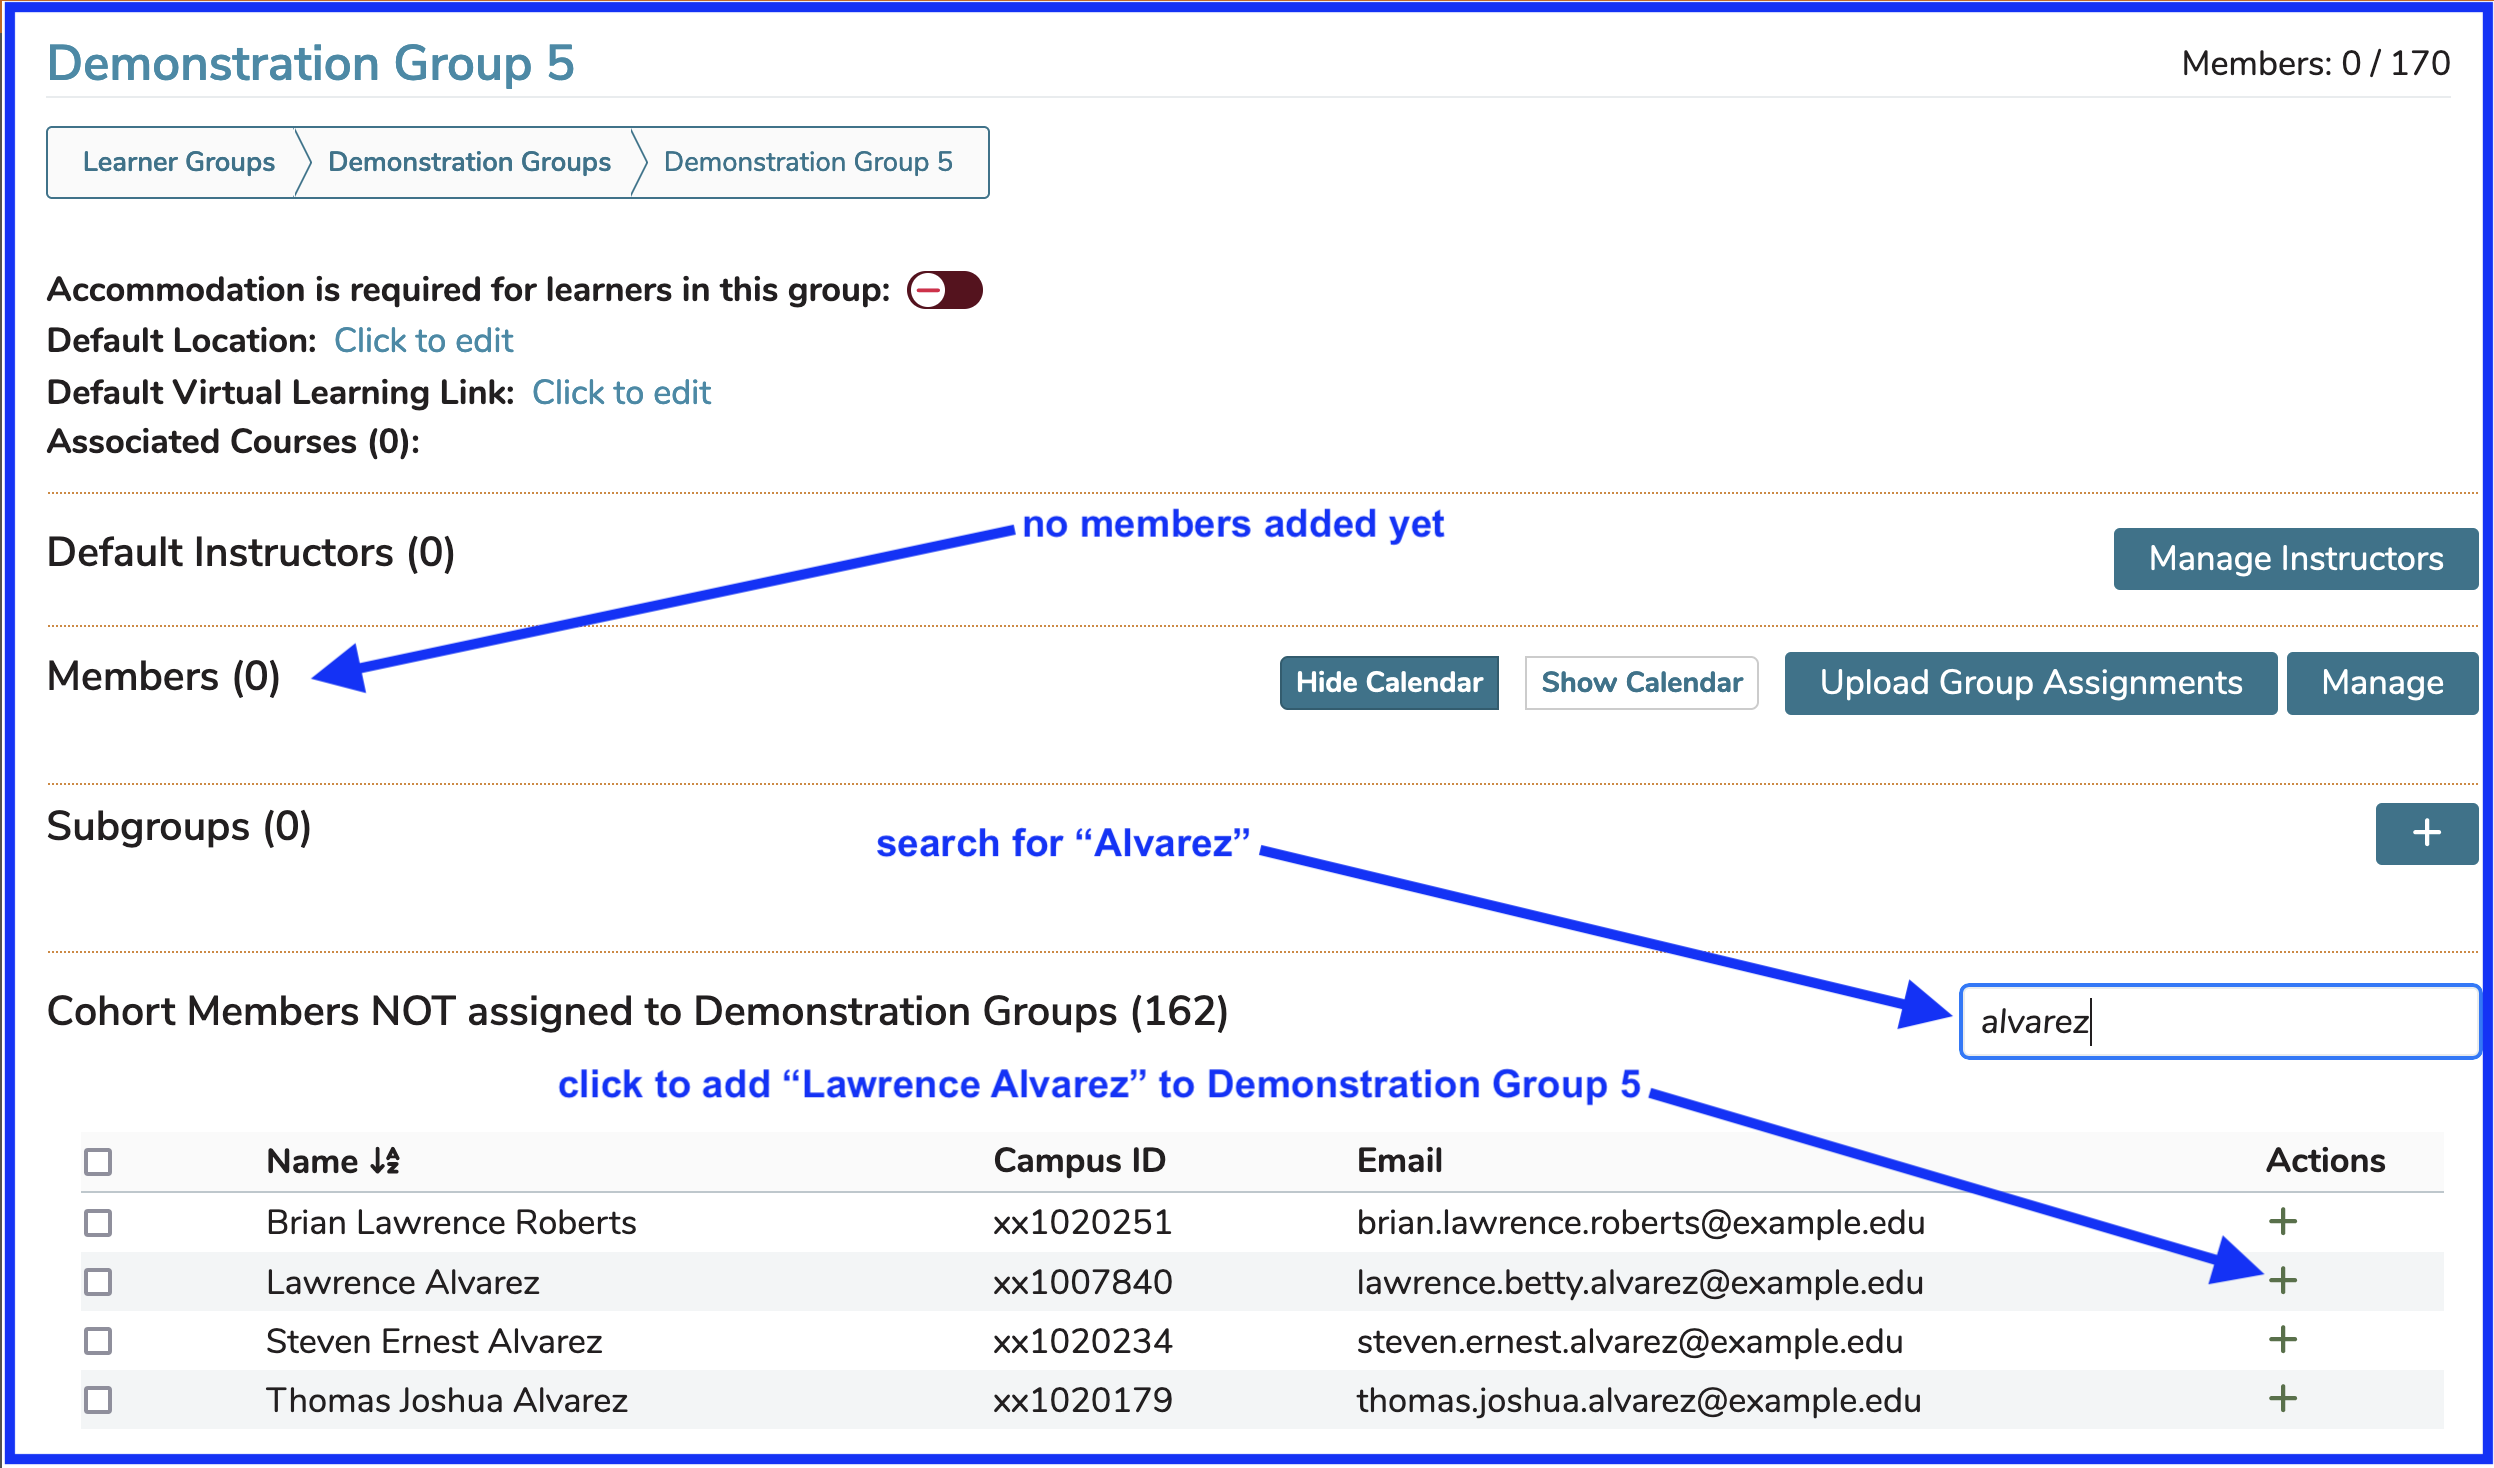 Demonstration Group 5
Members: 0 / 170
Learner Groups Demonstration Groups Demonstration Group 5
Accommodation is required for learners in this group:
Default Location: Click to edit
Default Virtual Learning Link: Click to edit
Associated Courses (0):
no members added yet
Default Instructors (0)
Manage Instructors
Members (0)
Hide Calendar Show Calendar Upload Group Assignments Manage
Subgroups (0)
+
search for “Alvarez”
Cohort Members NOT assigned to Demonstration Groups (162)
alvarez
click to add “Lawrence Alvarez” to Demonstration Group 5
Name Campus ID Email Actions
Brian Lawrence Roberts xx1020251 brian.lawrence.roberts@example.edu +
Lawrence Alvarez xx1007840 lawrence.betty.alvarez@example.edu +
Steven Ernest Alvarez xx1020234 steven.ernest.alvarez@example.edu +
Thomas Joshua Alvarez xx1020179 thomas.joshua.alvarez@example.edu +